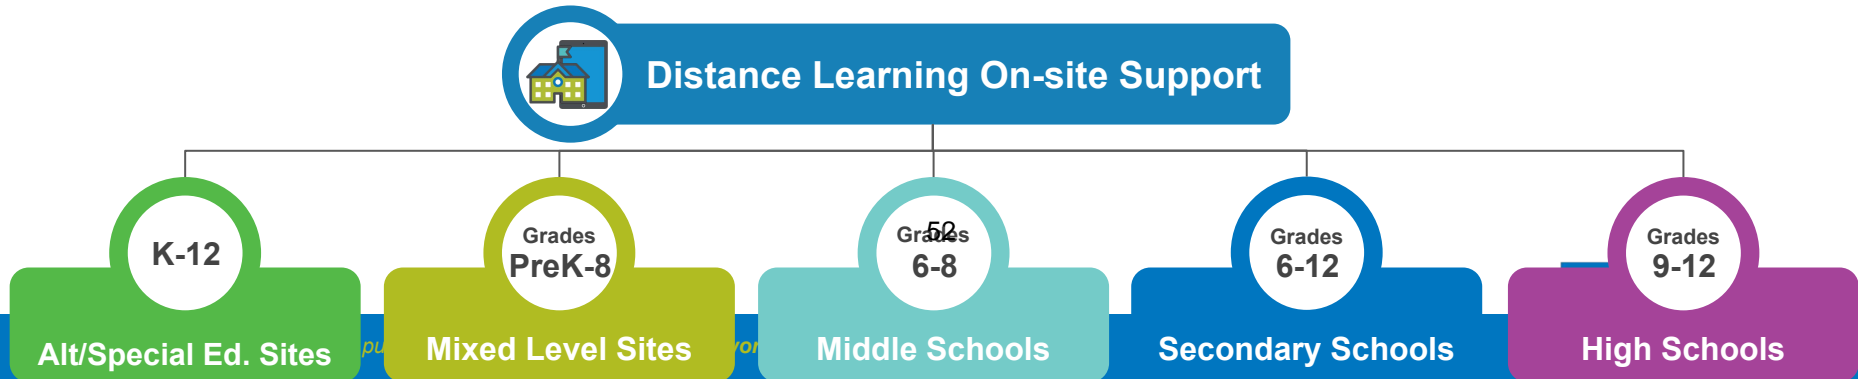 Distance Learning On-site Support
K-12
Grades
PreK-8
52
Grades
6-8
Grades
6-12
Grades
9-12
Alt/Special Ed. Sites
Mixed Level Sites
Middle Schools
Secondary Schools
High Schools